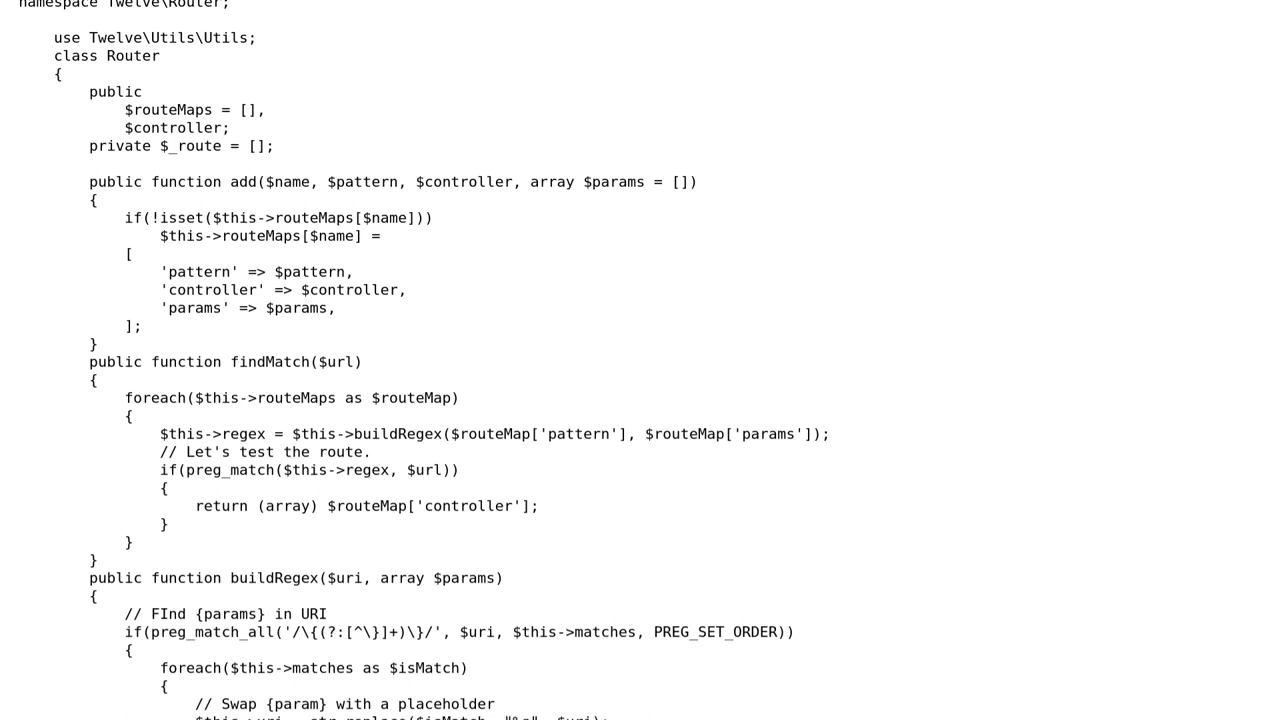 namespace Twelve\Router;
use Twelve\Utils\Utils;
class Router
{
public
$routeMaps = [],
$controller;
private $_route = [];
public function add($name, $pattern, $controller, array $params = [])
{
if(!isset($this->routeMaps[$name]))
$this->routeMaps[$name] =
[
'pattern' => $pattern,
'controller' => $controller,
'params' => $params,
];
}
public function findMatch($url)
{
foreach($this->routeMaps as $routeMap)
{
$this->regex = $this->buildRegex($routeMap['pattern'], $routeMap['params']);
// Let's test the route.
if(preg_match($this->regex, $url))
{
return (array) $routeMap['controller'];
}
}
}
public function buildRegex($uri, array $params)
{
// FInd {params} in URI
if(preg_match_all('/\{(?:[^\}]+)\}/', $uri, $this->matches, PREG_SET_ORDER))
{
foreach($this->matches as $isMatch)
{
// Swap {param} with a placeholder